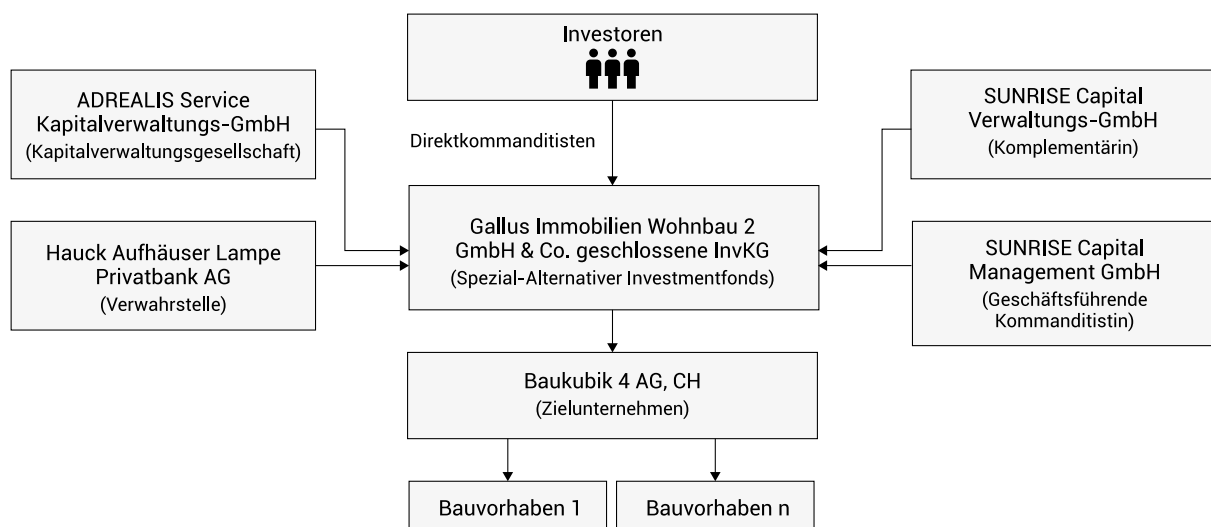 Investoren
ADREALIS Service
Kapitalverwaltungs-GmbH
(Kapitalverwaltungsgesellschaft)
SUNRISE Capital
Verwaltungs-GmbH
(Komplementärin)
Direktkommanditisten
Hauck Aufhäuser Lampe
Privatbank AG
(Verwahrstelle)
Gallus Immobilien Wohnbau 2
GmbH & Co. geschlossene InvKG
(Spezial-Alternativer Investmentfonds)
SUNRISE Capital
Management GmbH
(Geschäftsführende
Kommanditistin)
Baukubik 4 AG, CH
(Zielunternehmen)
Bauvorhaben 1
Bauvorhaben n